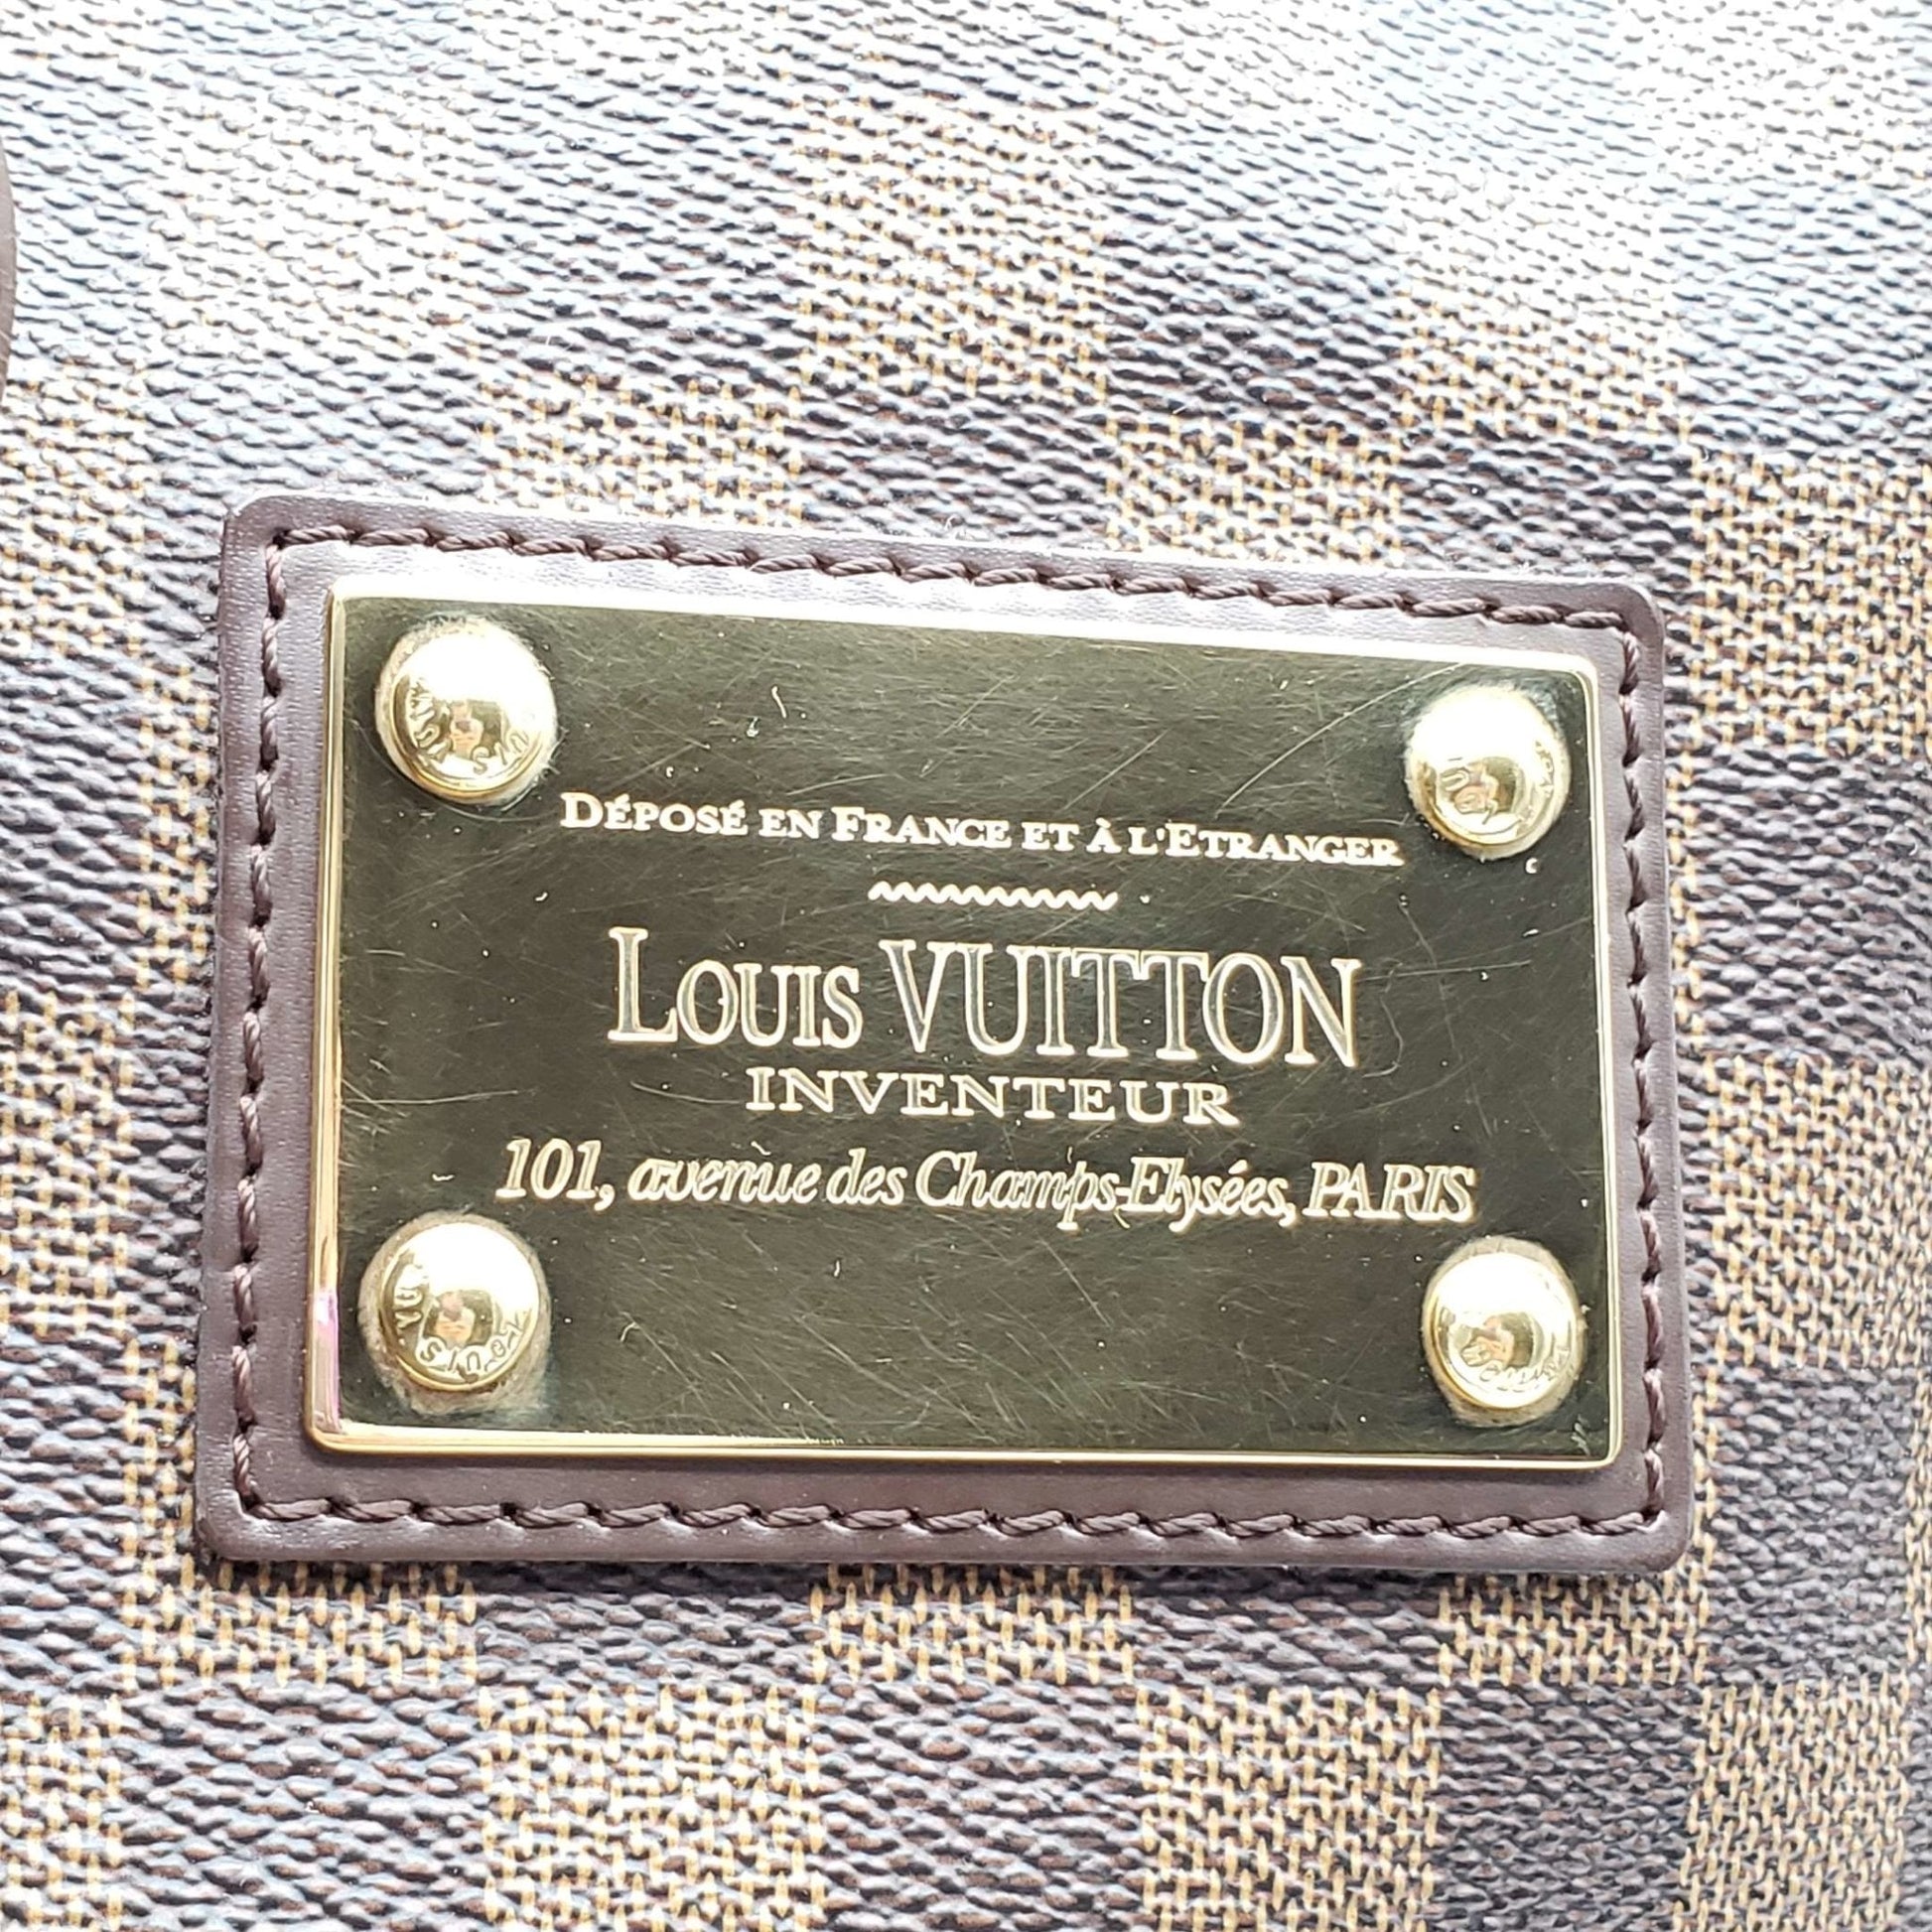 DÉPOSÉ EN FRANCE ET À L'ETRANGER
LOUIS VUITTON
INVENTEUR
101, avenue des Champs-Elysées, PARIS